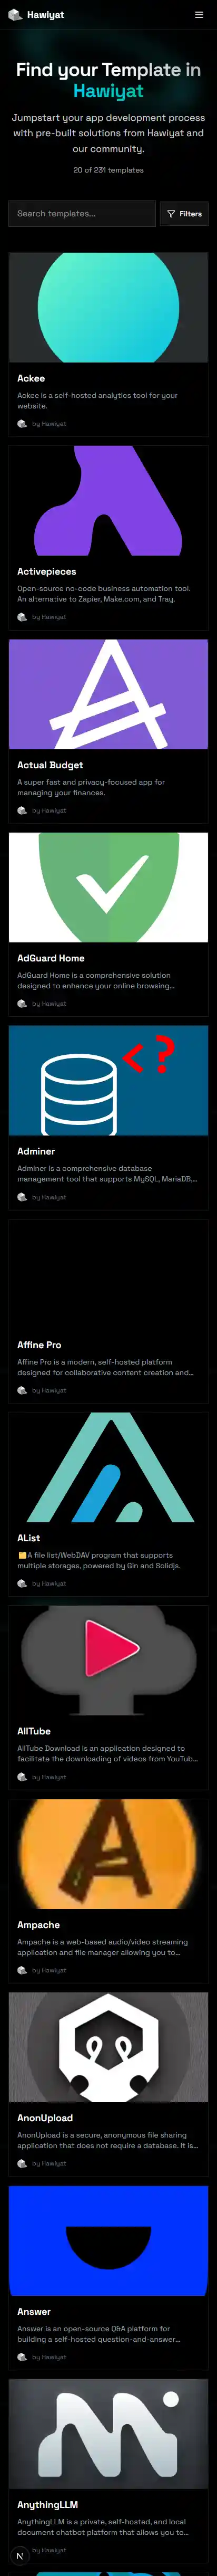 Hawiyat
Find your Template in
Hawiyat
Jumpstart your app development process
with pre-built solutions from Hawiyat and
our community.
20 of 231 templates
Search templates...
Filters
Ackee
Ackee is a self-hosted analytics tool for your
website.
by Hawiyat
Activepieces
Open-source no-code business automation tool.
An alternative to Zapier, Make.com, and Tray.
by Hawiyat
Actual Budget
A super fast and privacy-focused app for
managing your finances.
by Hawiyat
AdGuard Home
AdGuard Home is a comprehensive solution
designed to enhance your online browsing...
by Hawiyat
<?
Adminer
Adminer is a comprehensive database
management tool that supports MySQL, MariaDB,...
by Hawiyat
Affine Pro
Affine Pro is a modern, self-hosted platform
designed for collaborative content creation and...
by Hawiyat
AList
🗂️A file list/WebDAV program that supports
multiple storages, powered by Gin and Solidjs.
by Hawiyat
AllTube
AllTube Download is an application designed to
facilitate the downloading of videos from YouTub...
by Hawiyat
A
Ampache
Ampache is a web-based audio/video streaming
application and file manager allowing you to...
by Hawiyat
AnonUpload
AnonUpload is a secure, anonymous file sharing
application that does not require a database. It is...
by Hawiyat
Answer
Answer is an open-source Q&A platform for
building a self-hosted question-and-answer...
by Hawiyat
AnythingLLM
AnythingLLM is a private, self-hosted, and local
document chatbot platform that allows you to...
N
by Hawiyat